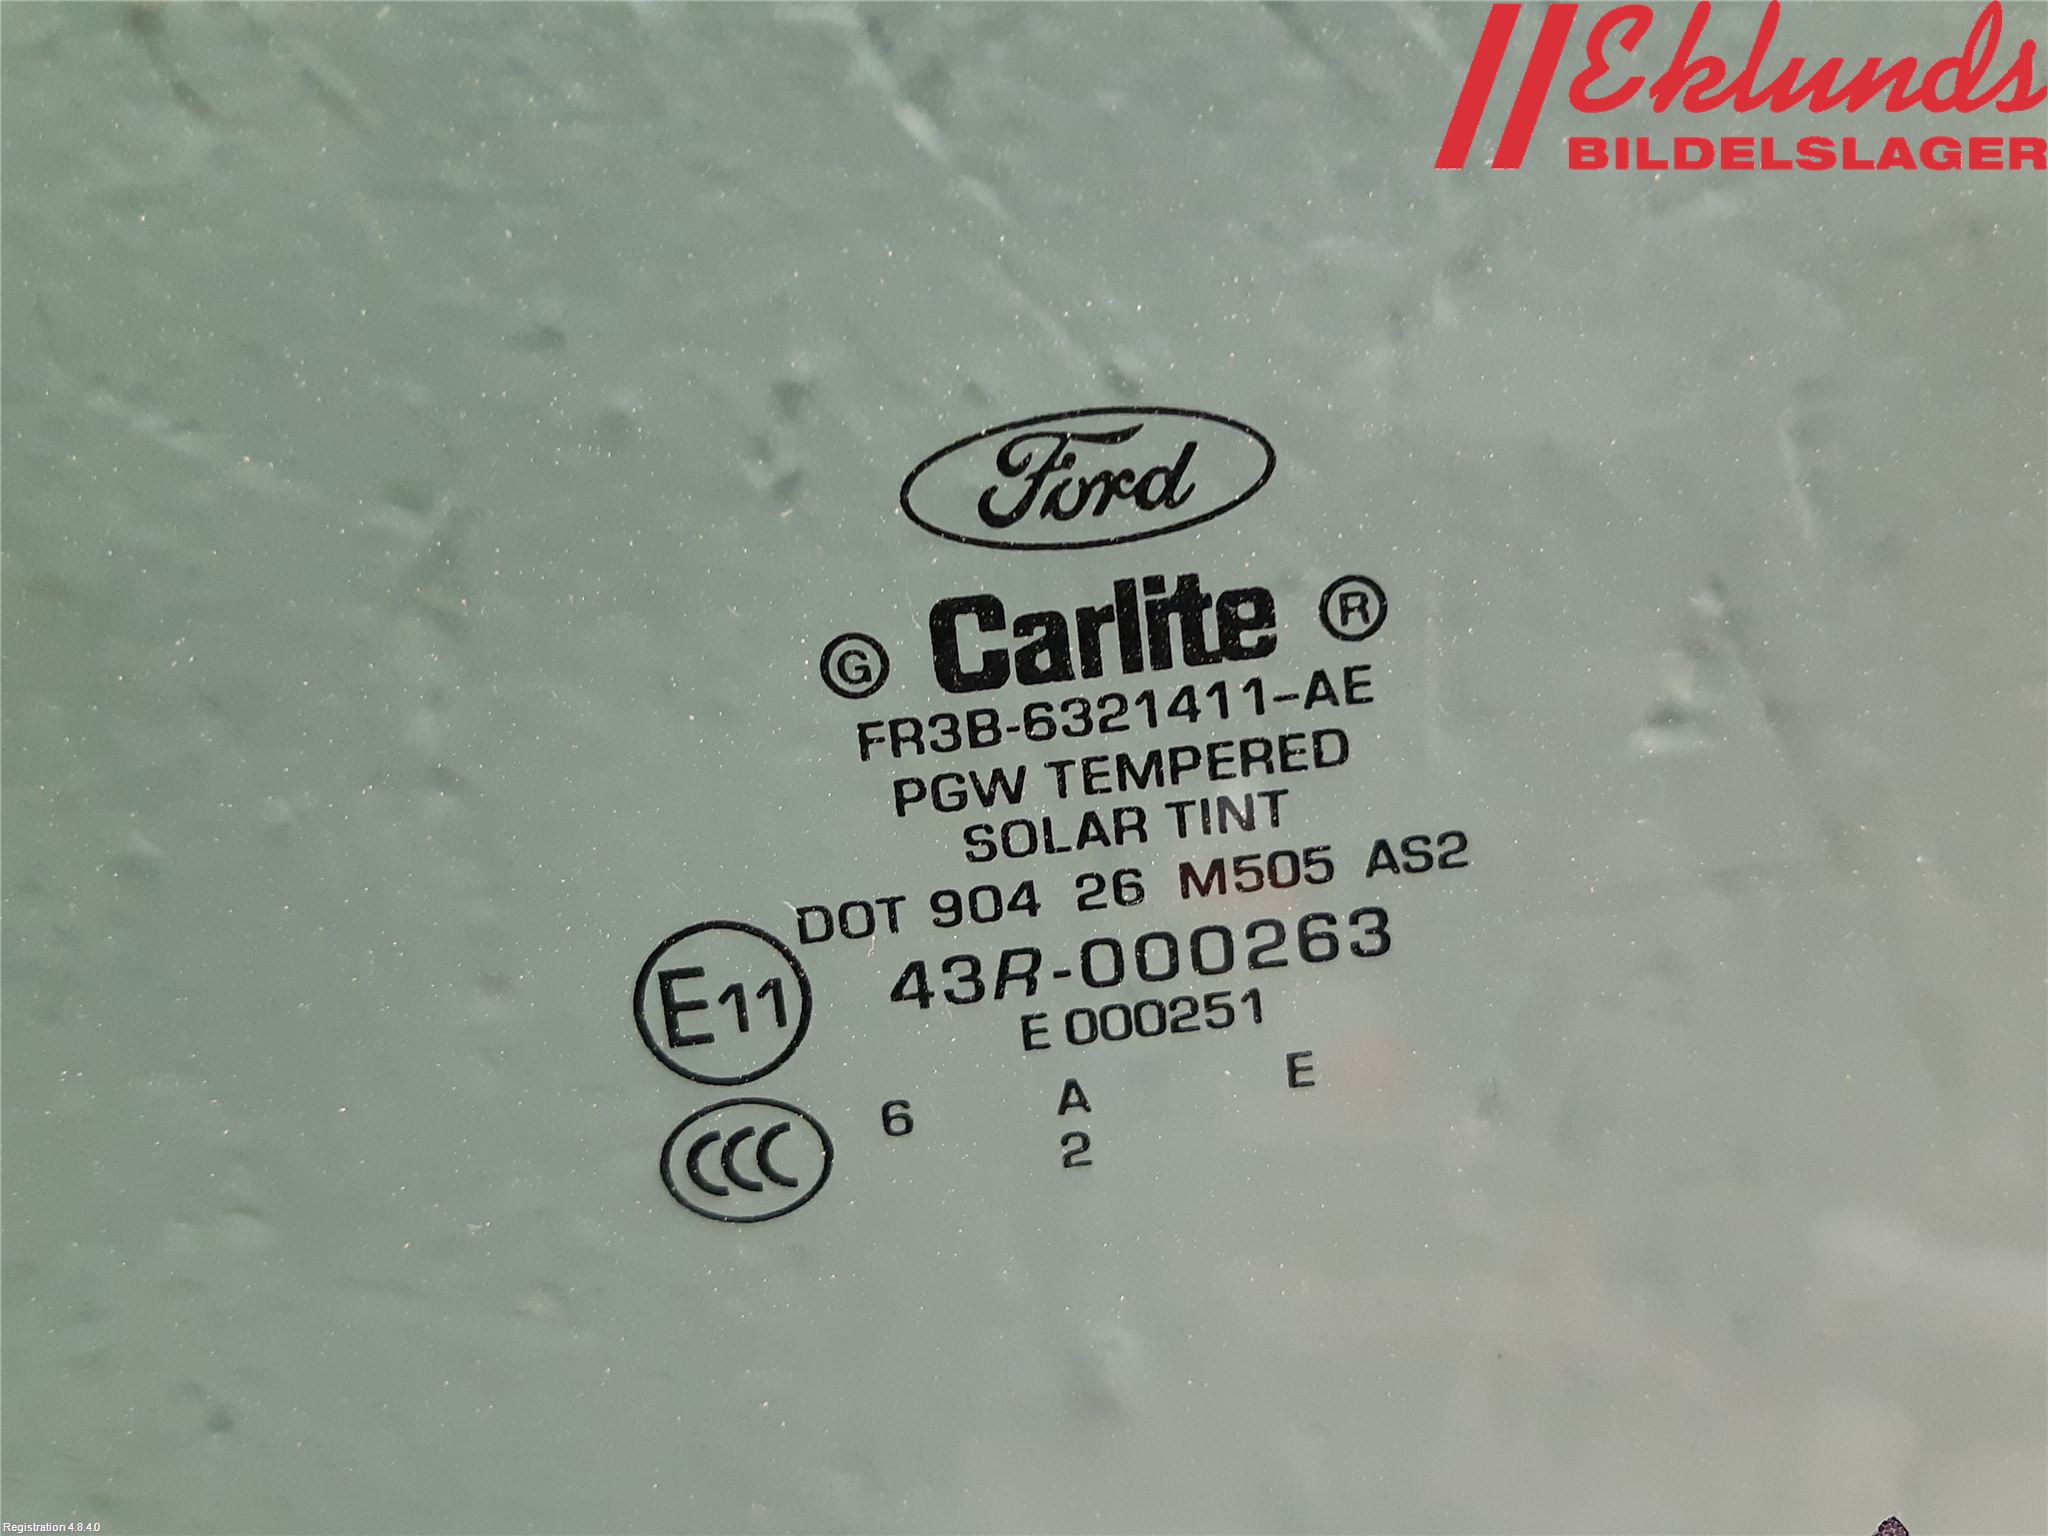 Eklunds
BILDELSLAGER
Ford
G Carlite ®
FR3B-6321411-AE
PGW TEMPERED
SOLAR TINT
DOT 904 26 M505 AS2
E11 43R-000263
E 000251
CCC 6 A E
2
Registration 4.8.4.0